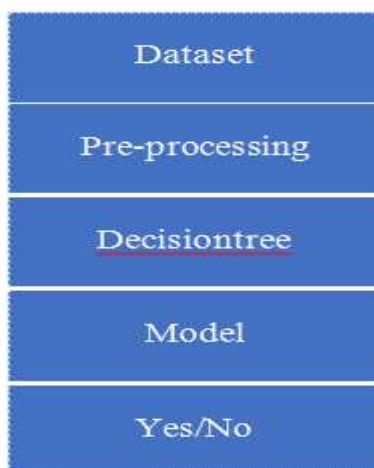 Dataset
Pre-processing
Decisiontree
Model
Yes/No